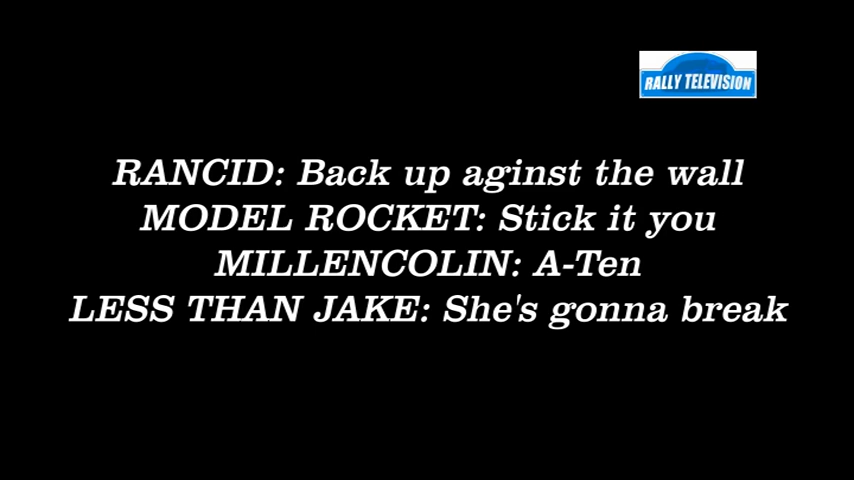 RALLY TELEVISION
RANCID: Back up aginst the wall
MODEL ROCKET: Stick it you
MILLENCOLIN: A-Ten
LESS THAN JAKE: She's gonna break